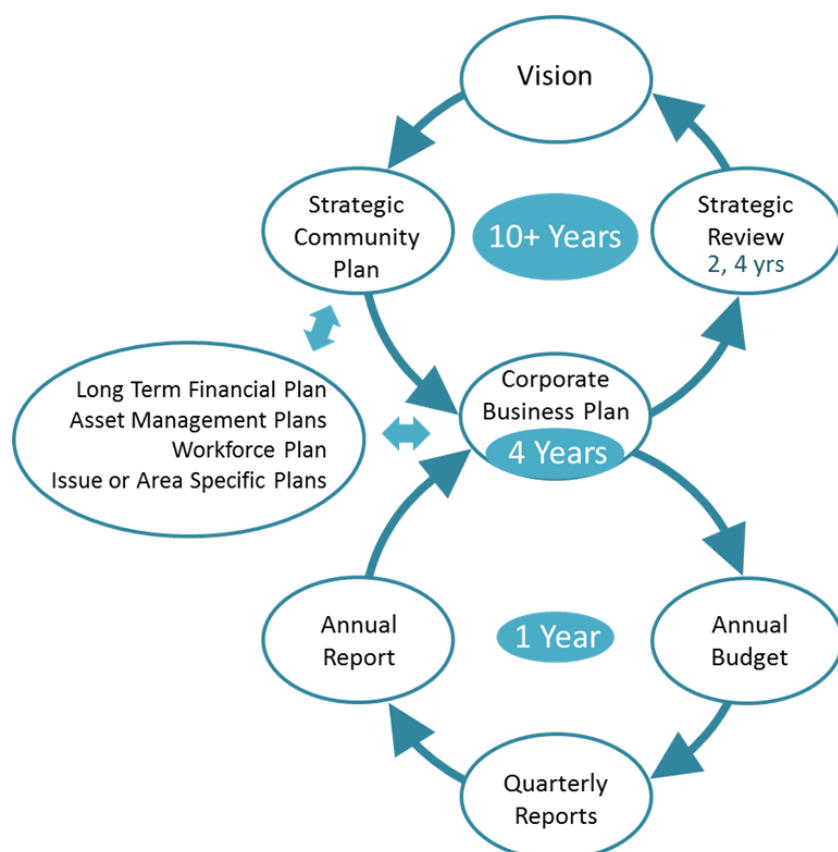 Vision
Strategic
Community
Plan
10+ Years
Strategic
Review
2, 4 yrs
Long Term Financial Plan
Asset Management Plans
Workforce Plan
Issue or Area Specific Plans
Corporate
Business Plan
4 Years
Annual
Report
1 Year
Annual
Budget
Quarterly
Reports